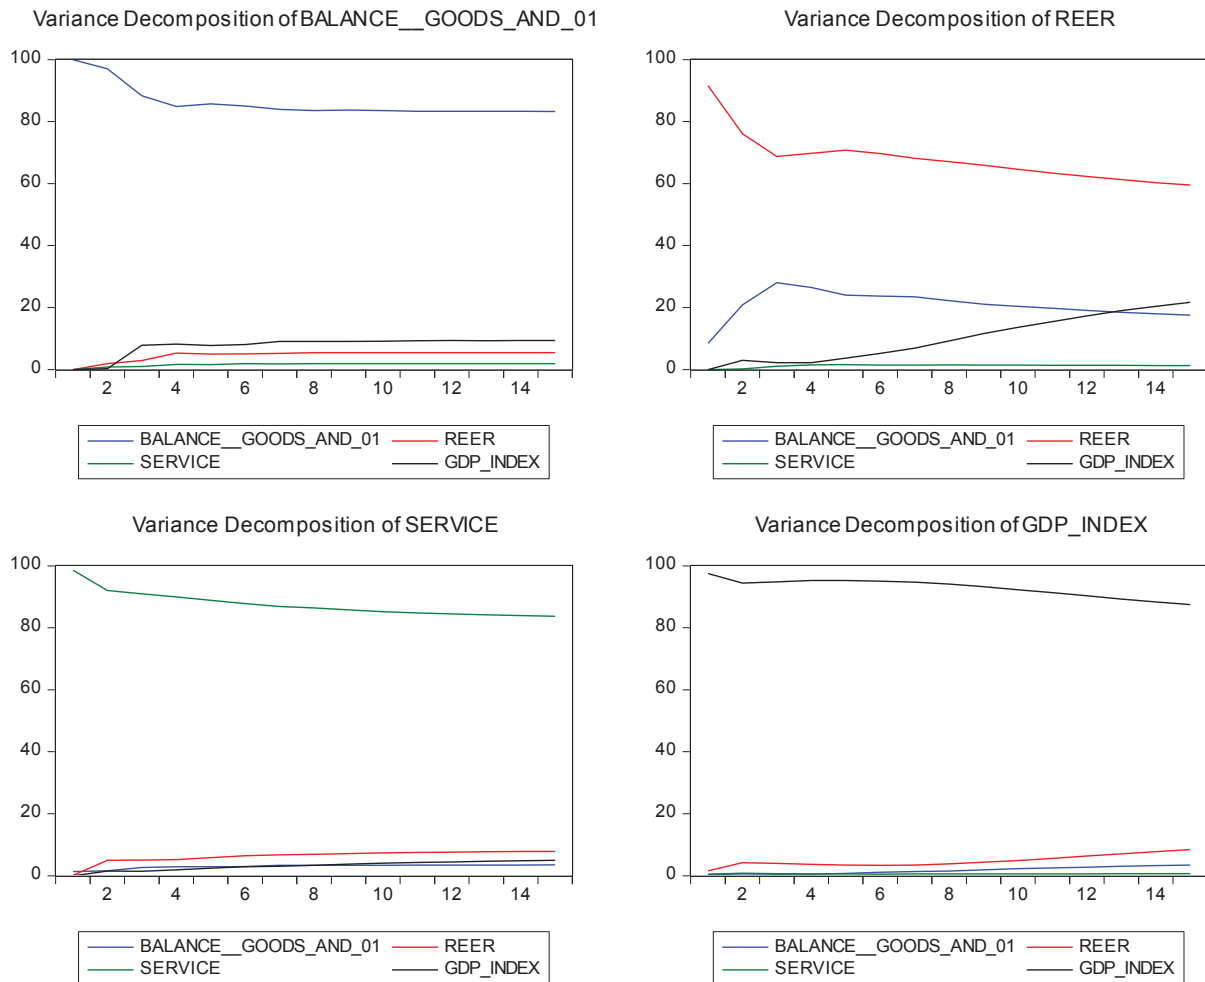 Variance Decomposition of BALANCE__GOODS_AND_01
100
80
60
40
20
0
2 4 6 8 10 12 14
BALANCE__GOODS_AND_01 REER
SERVICE GDP_INDEX
Variance Decomposition of REER
100
80
60
40
20
0
2 4 6 8 10 12 14
BALANCE__GOODS_AND_01 REER
SERVICE GDP_INDEX
Variance Decomposition of SERVICE
100
80
60
40
20
0
2 4 6 8 10 12 14
BALANCE__GOODS_AND_01 REER
SERVICE GDP_INDEX
Variance Decomposition of GDP_INDEX
100
80
60
40
20
0
2 4 6 8 10 12 14
BALANCE__GOODS_AND_01 REER
SERVICE GDP_INDEX